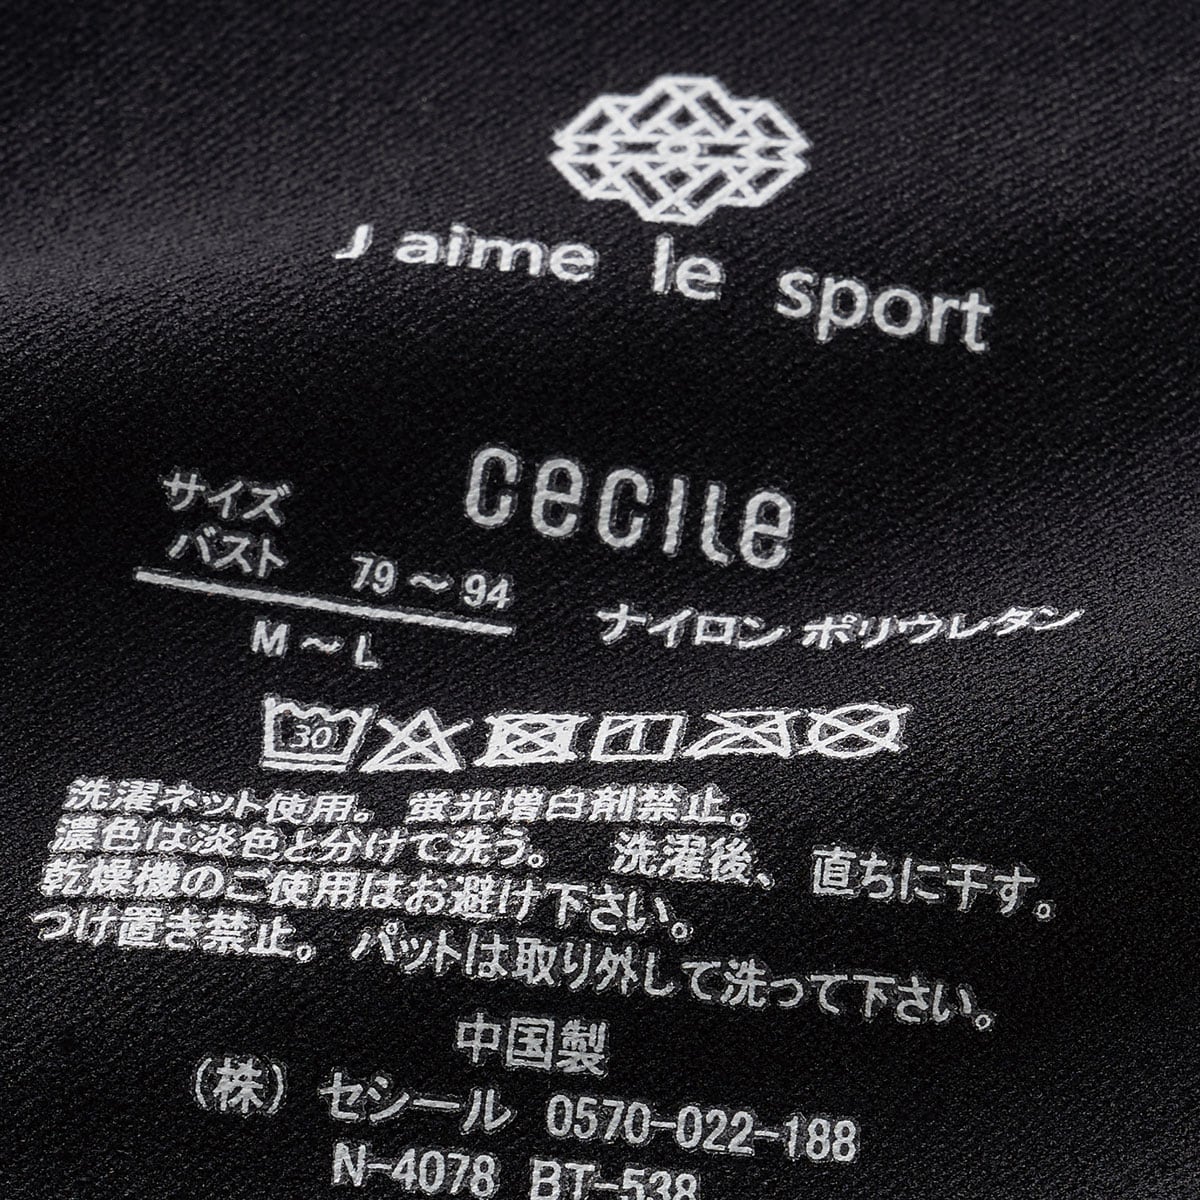 J'aime le sport
cecile
サイズ
バスト 79～94
M～L
ナイロン ポリウレタン
30
洗濯ネット使用。 蛍光増白剤禁止。
濃色は淡色と分けて洗う。 洗濯後、直ちに干す。
乾燥機のご使用はお避け下さい。
つけ置き禁止。パットは取り外して洗って下さい。
中国製
(株) セシール 0570-022-188
N-4078 BT-538